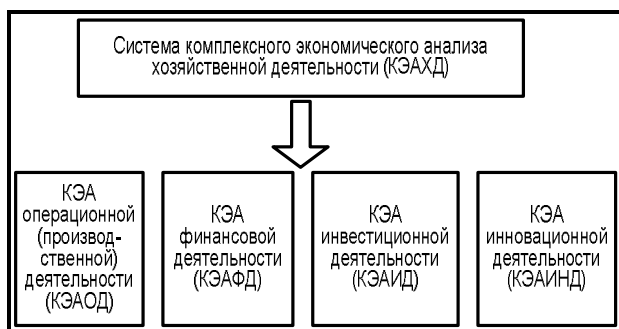 Система комплексного экономического анализа
хозяйственной деятельности (КЭАХД)
КЭА
операционной
(производ-
ственной)
деятельности
(КЭАОД)
КЭА
финансовой
деятельности
(КЭАФД)
КЭА
инвестиционной
деятельности
(КЭАИД)
КЭА
инновационной
деятельности
(КЭАИНД)